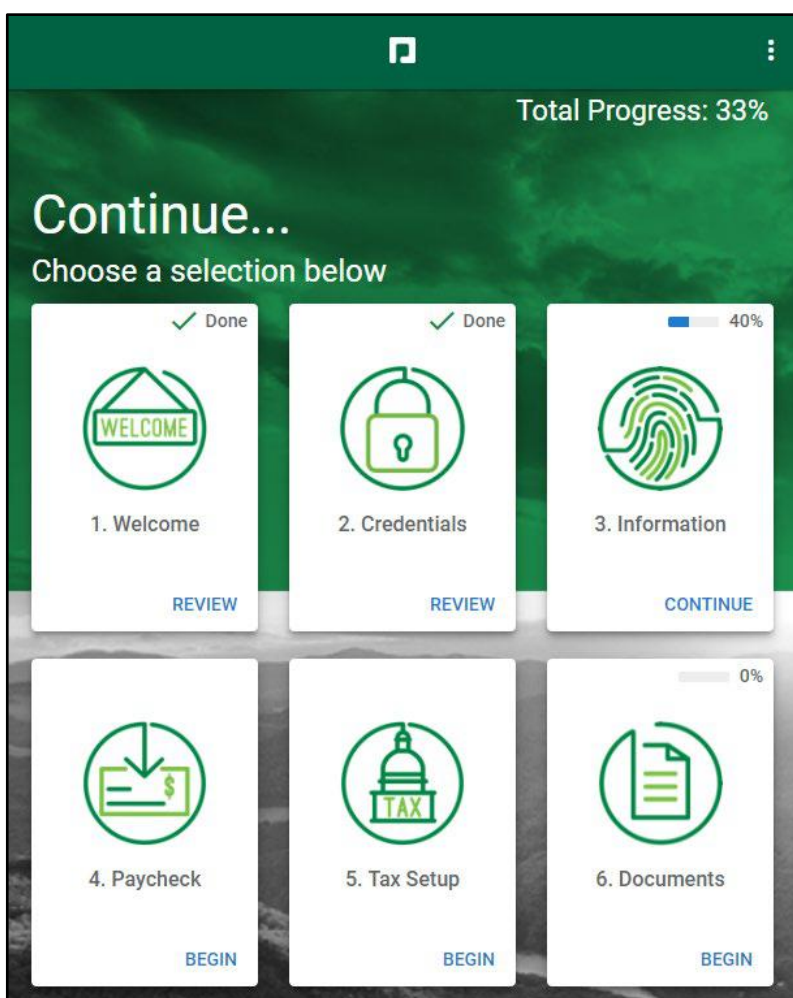 Total Progress: 33%
Continue...
Choose a selection below
Done
Done
40%
WELCOME
1. Welcome
2. Credentials
3. Information
REVIEW
REVIEW
CONTINUE
0%
$
TAX
4. Paycheck
5. Tax Setup
6. Documents
BEGIN
BEGIN
BEGIN